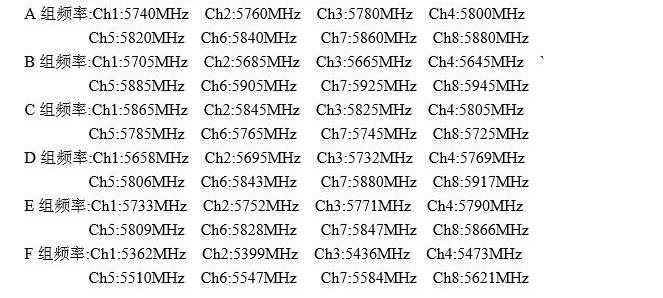 A 组频率:Ch1:5740MHz Ch2:5760MHz Ch3:5780MHz Ch4:5800MHz
Ch5:5820MHz Ch6:5840MHz Ch7:5860MHz Ch8:5880MHz
B 组频率:Ch1:5705MHz Ch2:5685MHz Ch3:5665MHz Ch4:5645MHz `
Ch5:5885MHz Ch6:5905MHz Ch7:5925MHz Ch8:5945MHz
C 组频率:Ch1:5865MHz Ch2:5845MHz Ch3:5825MHz Ch4:5805MHz
Ch5:5785MHz Ch6:5765MHz Ch7:5745MHz Ch8:5725MHz
D 组频率:Ch1:5658MHz Ch2:5695MHz Ch3:5732MHz Ch4:5769MHz
Ch5:5806MHz Ch6:5843MHz Ch7:5880MHz Ch8:5917MHz
E 组频率:Ch1:5733MHz Ch2:5752MHz Ch3:5771MHz Ch4:5790MHz
Ch5:5809MHz Ch6:5828MHz Ch7:5847MHz Ch8:5866MHz
F 组频率:Ch1:5362MHz Ch2:5399MHz Ch3:5436MHz Ch4:5473MHz
Ch5:5510MHz Ch6:5547MHz Ch7:5584MHz Ch8:5621MHz